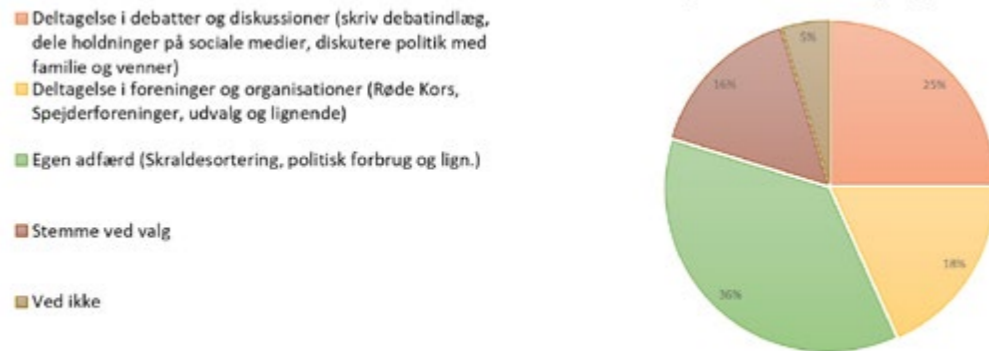 Deltagelse i debatter og diskussioner (skriv debatindlæg,
dele holdninger på sociale medier, diskutere politik med
familie og venner)
Deltagelse i foreninger og organisationer (Røde Kors,
Spejderforeninger, udvalg og lignende)
Egen adfærd (Skraldesortering, politisk forbrug og lign.)
Stemme ved valg
Ved ikke
5%
16%
25%
18%
36%